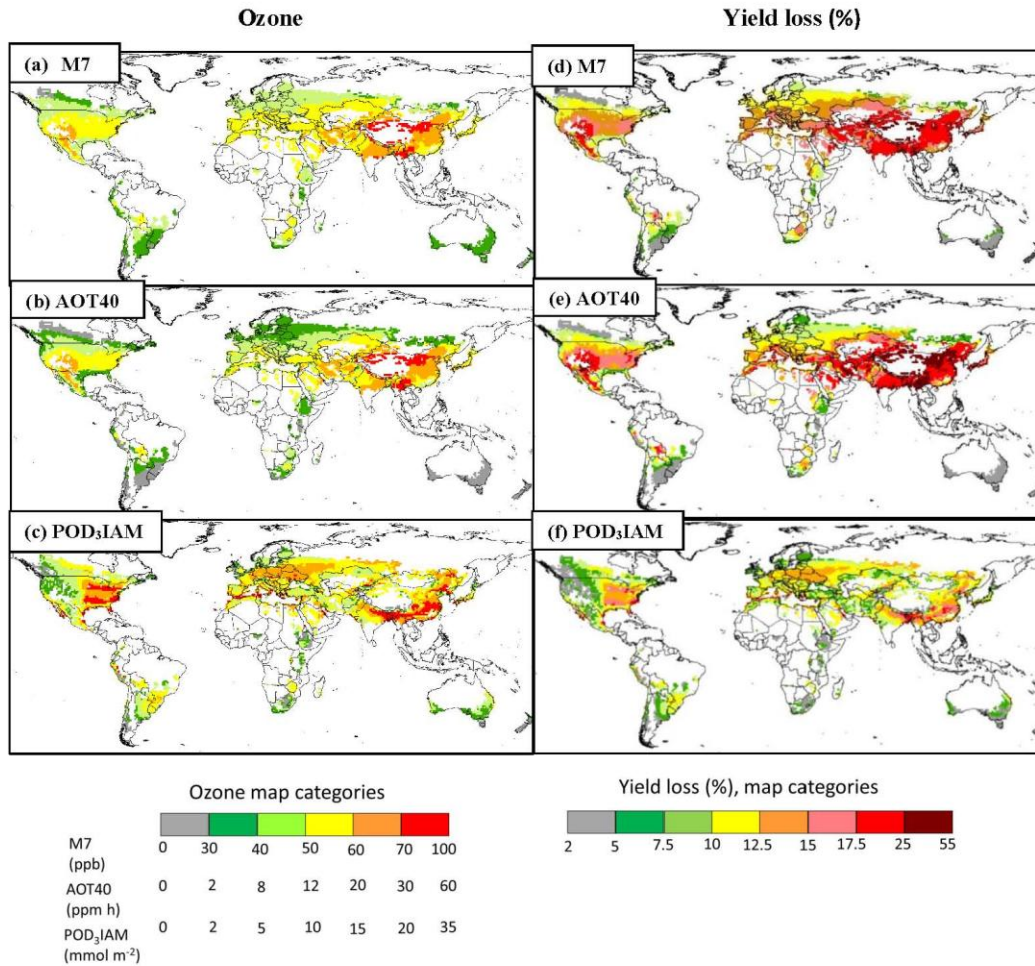 Ozone
Yield loss (%)
(a) M7
(d) M7
(b) AOT40
(e) AOT40
(c) POD₃IAM
(f) POD₃IAM
Ozone map categories
M7 (ppb) 0 30 40 50 60 70 100
AOT40 (ppm h) 0 2 8 12 20 30 60
POD₃IAM (mmol m⁻²) 0 2 5 10 15 20 35
Yield loss (%), map categories
2 5 7.5 10 12.5 15 17.5 25 55